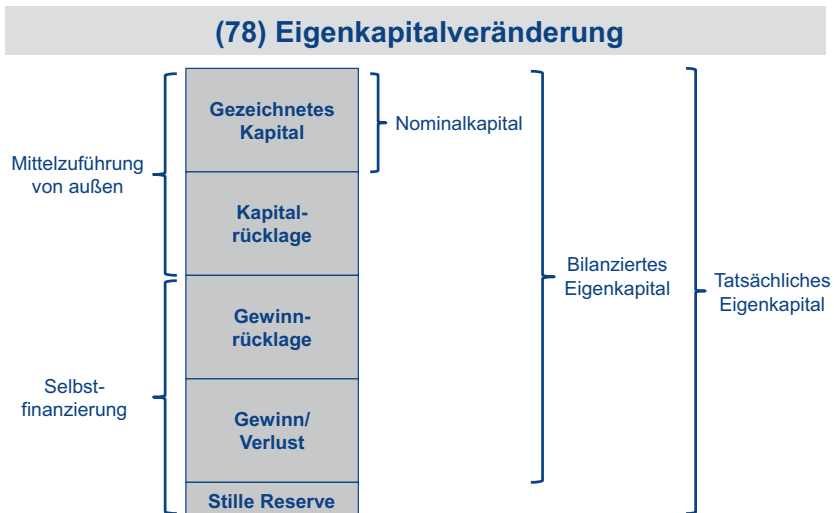 (78) Eigenkapitalveränderung
Mittelzuführung
von außen
Selbst-
finanzierung
Gezeichnetes
Kapital
Kapital-
rücklage
Gewinn-
rücklage
Gewinn/
Verlust
Stille Reserve
Nominalkapital
Bilanziertes
Eigenkapital
Tatsächliches
Eigenkapital